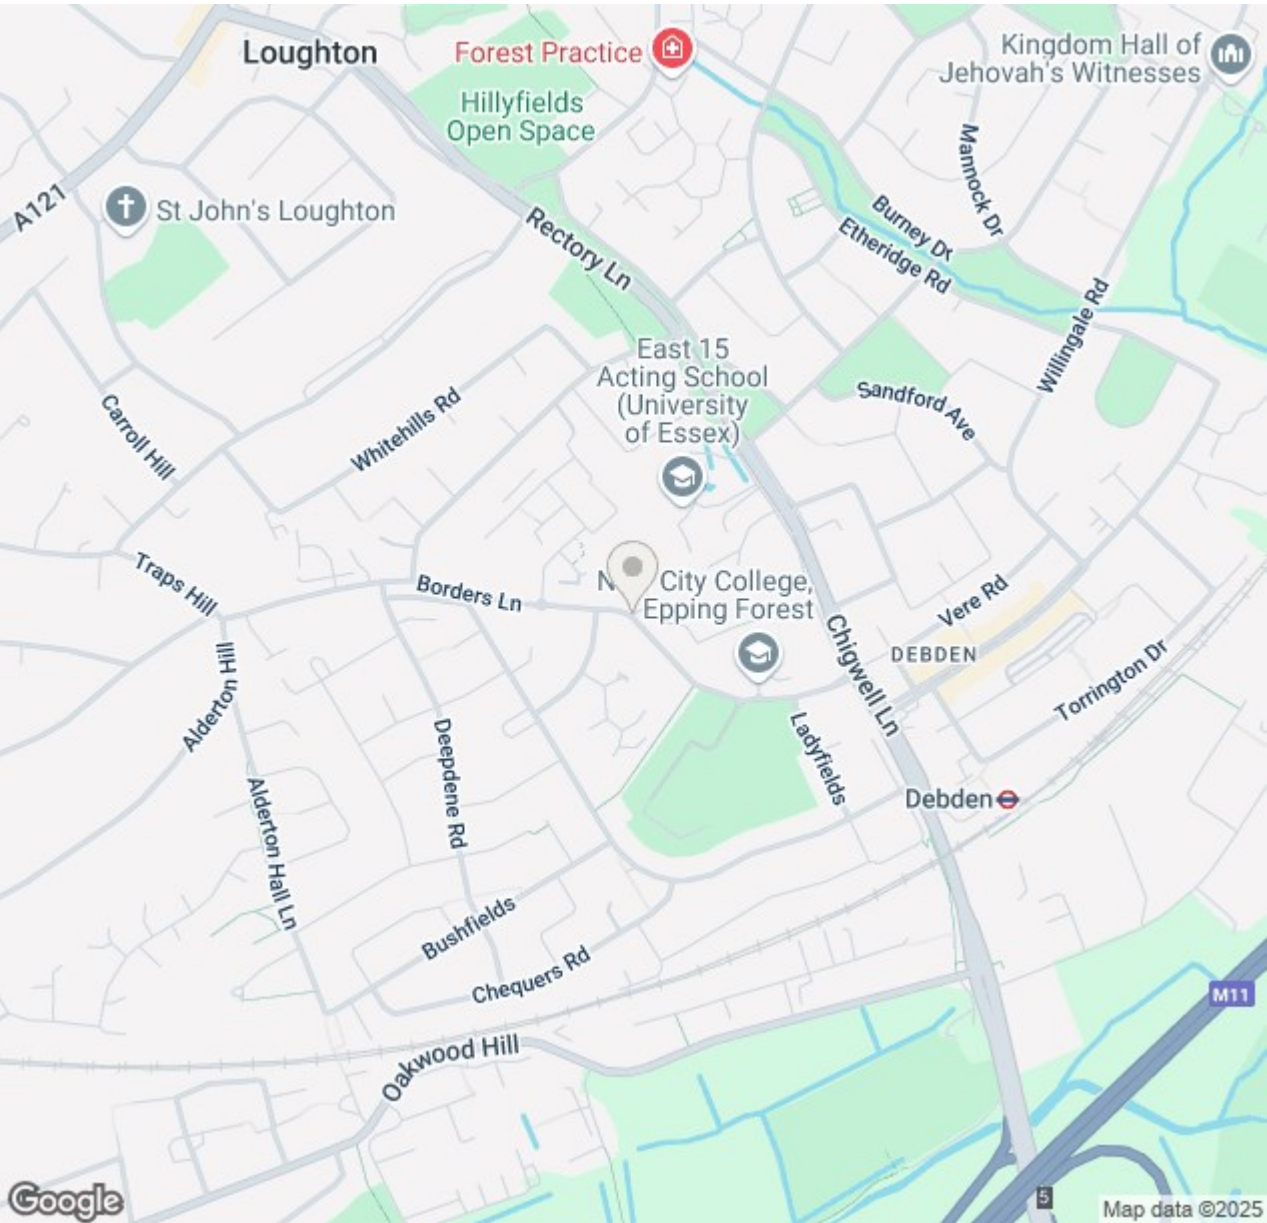 Loughton
Forest Practice
Kingdom Hall of
Jehovah's Witnesses
Hillyfields
Open Space
Mannock Dr
A121
St John's Loughton
Rectory Ln
Burney Dr
Etheridge Rd
Willingale Rd
East 15
Acting School
(University
of Essex)
Sandford Ave
Carroll Hill
Whitehills Rd
Traps Hill
Borders Ln
City College,
Epping Forest
Vere Rd
Chigwell Ln
DEBDEN
Torrington Dr
Alderton Hill
Deepdene Rd
Ladyfields
Debden
Alderton Hall Ln
Bushfields
Chequers Rd
M11
Oakwood Hill
5
Google
Map data ©2025